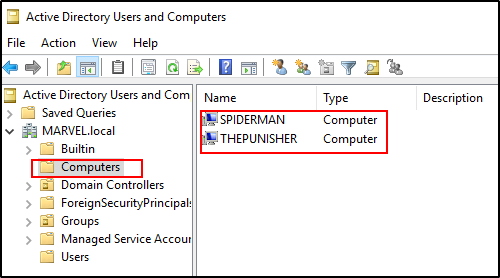 Active Directory Users and Computers
File Action View Help
Active Directory Users and Com
Saved Queries
MARVEL.local
Builtin
Computers
Domain Controllers
ForeignSecurityPrincipals
Groups
Managed Service Accou
Users
Name Type Description
SPIDERMAN Computer
THEPUNISHER Computer